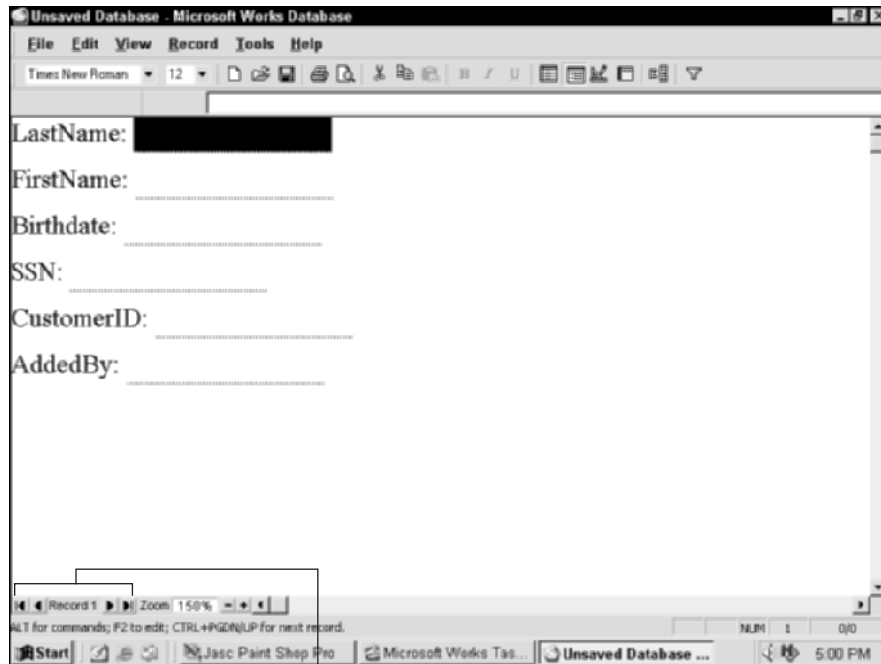 Unsaved Database - Microsoft Works Database
File Edit View Record Tools Help
Times New Roman 12 B I U
LastName:
FirstName:
Birthdate:
SSN:
CustomerID:
AddedBy:
Record 1 Zoom 150% - +
ALT for commands; F2 to edit; CTRL+PGDN/UP for next record. NUM 1 0/0
Start Jasc Paint Shop Pro Microsoft Works Tas... Unsaved Database ... 5:00 PM